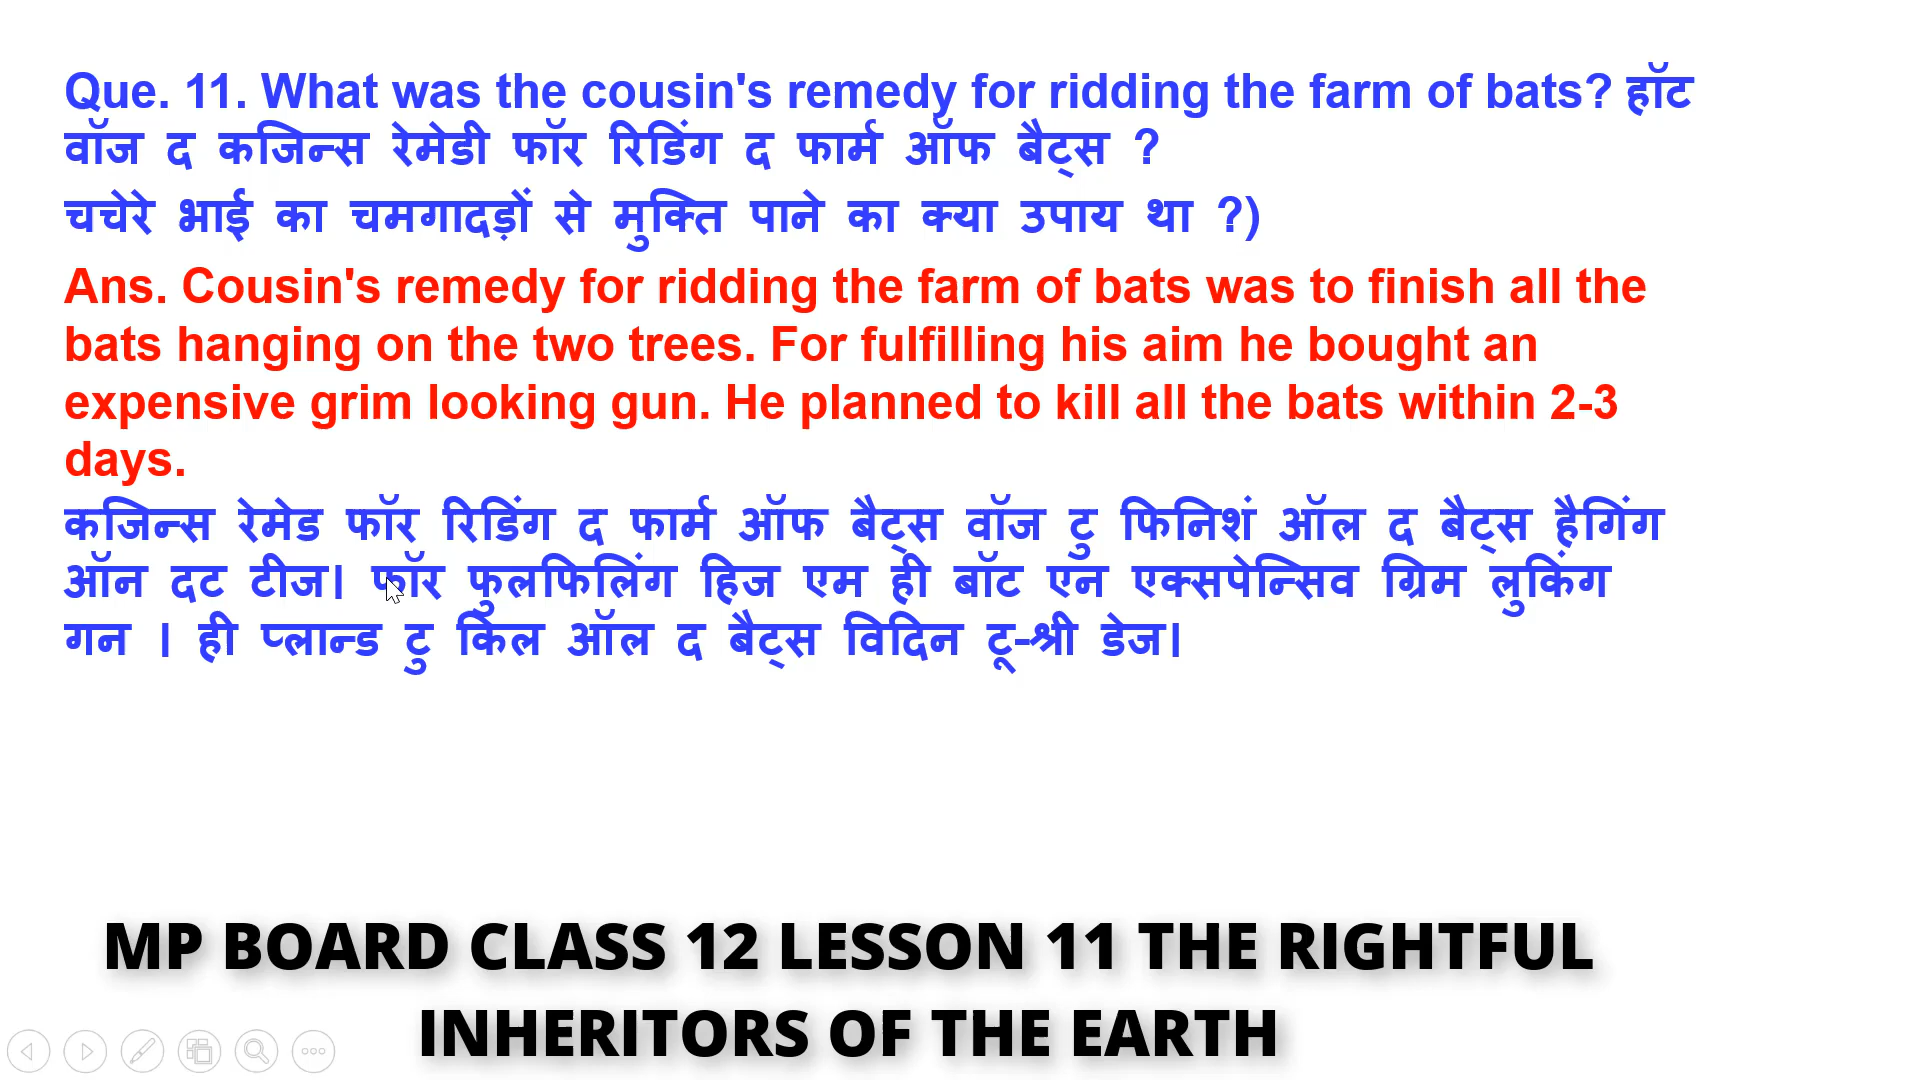 Que. 11. What was the cousin's remedy for ridding the farm of bats? हॉट
वॉज द कजिन्स रेमेडी फॉर रिडिंग द फार्म ऑफ बैट्स ?
चचेरे भाई का चमगादड़ों से मुक्ति पाने का क्या उपाय था ?)
Ans. Cousin's remedy for ridding the farm of bats was to finish all the
bats hanging on the two trees. For fulfilling his aim he bought an
expensive grim looking gun. He planned to kill all the bats within 2-3
days.
कजिन्स रेमेड फॉर रिडिंग द फार्म ऑफ बैट्स वॉज टु फिनिशं ऑल द बैट्स हैगिंग
ऑन दट टीज। फॉर फुलफिलिंग हिज एम ही बॉट एन एक्सपेन्सिव ग्रिम लुकिंग
गन । ही प्लान्ड टु किल ऑल द बैट्स विदिन टू-श्री डेज।
MP BOARD CLASS 12 LESSON 11 THE RIGHTFUL
INHERITORS OF THE EARTH